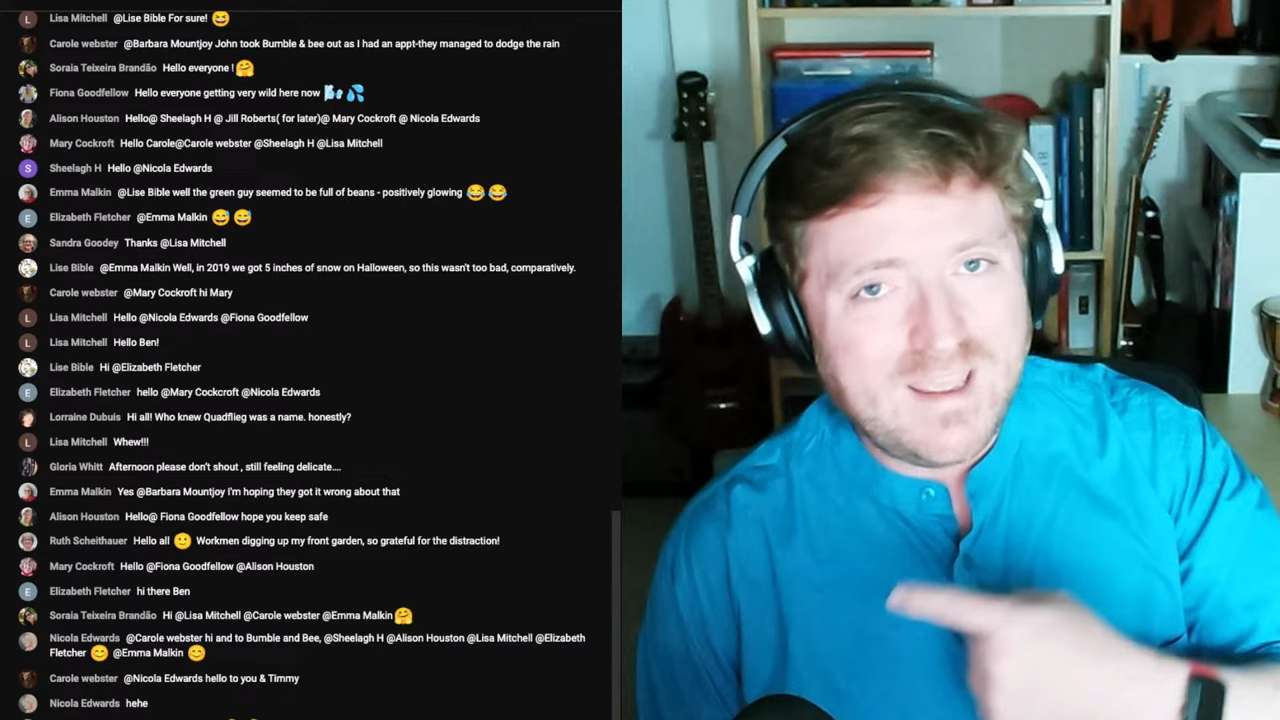 Lisa Mitchell @Lise Bible For sure! 😆
Carole webster @Barbara Mountjoy John took Bumble & bee out as I had an appt-they managed to dodge the rain
Soraia Teixeira Brandão Hello everyone ! 🤗
Fiona Goodfellow Hello everyone getting very wild here now 🌬💦
Alison Houston Hello@ Sheelagh H @ Jill Roberts( for later)@ Mary Cockroft @ Nicola Edwards
Mary Cockroft Hello Carole@Carole webster @Sheelagh H @Lisa Mitchell
S Sheelagh H Hello @Nicola Edwards
Emma Malkin @Lise Bible well the green guy seemed to be full of beans - positively glowing 😂 😂
E Elizabeth Fletcher @Emma Malkin 😅 😅
Sandra Goodey Thanks @Lisa Mitchell
Lise Bible @Emma Malkin Well, in 2019 we got 5 inches of snow on Halloween, so this wasn't too bad, comparatively.
Carole webster @Mary Cockroft hi Mary
L Lisa Mitchell Hello @Nicola Edwards @Fiona Goodfellow
L Lisa Mitchell Hello Ben!
Lise Bible Hi @Elizabeth Fletcher
E Elizabeth Fletcher hello @Mary Cockcroft @Nicola Edwards
Lorraine Dubuis Hi all! Who knew Quadflieg was a name. honestly?
L Lisa Mitchell Whew!!!
Gloria Whitt Afternoon please don't shout , still feeling delicate....
Emma Malkin Yes @Barbara Mountjoy I'm hoping they got it wrong about that
Alison Houston Hello@ Fiona Goodfellow hope you keep safe
Ruth Scheithauer Hello all 🙂 Workmen digging up my front garden, so grateful for the distraction!
Mary Cockroft Hello @Fiona Goodfellow @Alison Houston
E Elizabeth Fletcher hi there Ben
Soraia Teixeira Brandão Hi @Lisa Mitchell @Carole webster @Emma Malkin 🤗
Nicola Edwards @Carole webster hi and to Bumble and Bee, @Sheelagh H @Alison Houston @Lisa Mitchell @Elizabeth
Fletcher 😊 @Emma Malkin 😊
Carole webster @Nicola Edwards hello to you & Timmy
Nicola Edwards hehe